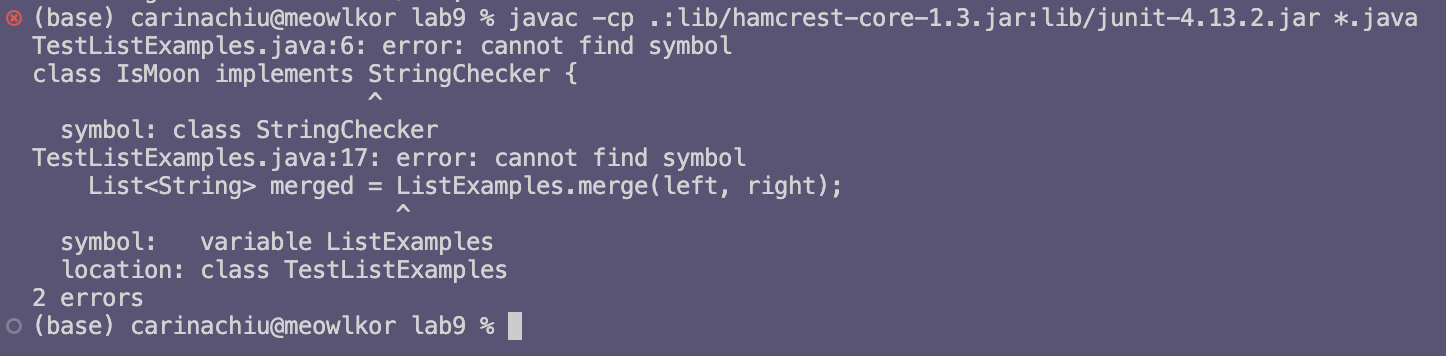 (base) carinachiu@meowlkor lab9 % javac -cp .:lib/hamcrest-core-1.3.jar:lib/junit-4.13.2.jar *.java
TestListExamples.java:6: error: cannot find symbol
class IsMoon implements StringChecker {
                        ^
  symbol: class StringChecker
TestListExamples.java:17: error: cannot find symbol
    List<String> merged = ListExamples.merge(left, right);
                          ^
  symbol:   variable ListExamples
  location: class TestListExamples
2 errors
(base) carinachiu@meowlkor lab9 %